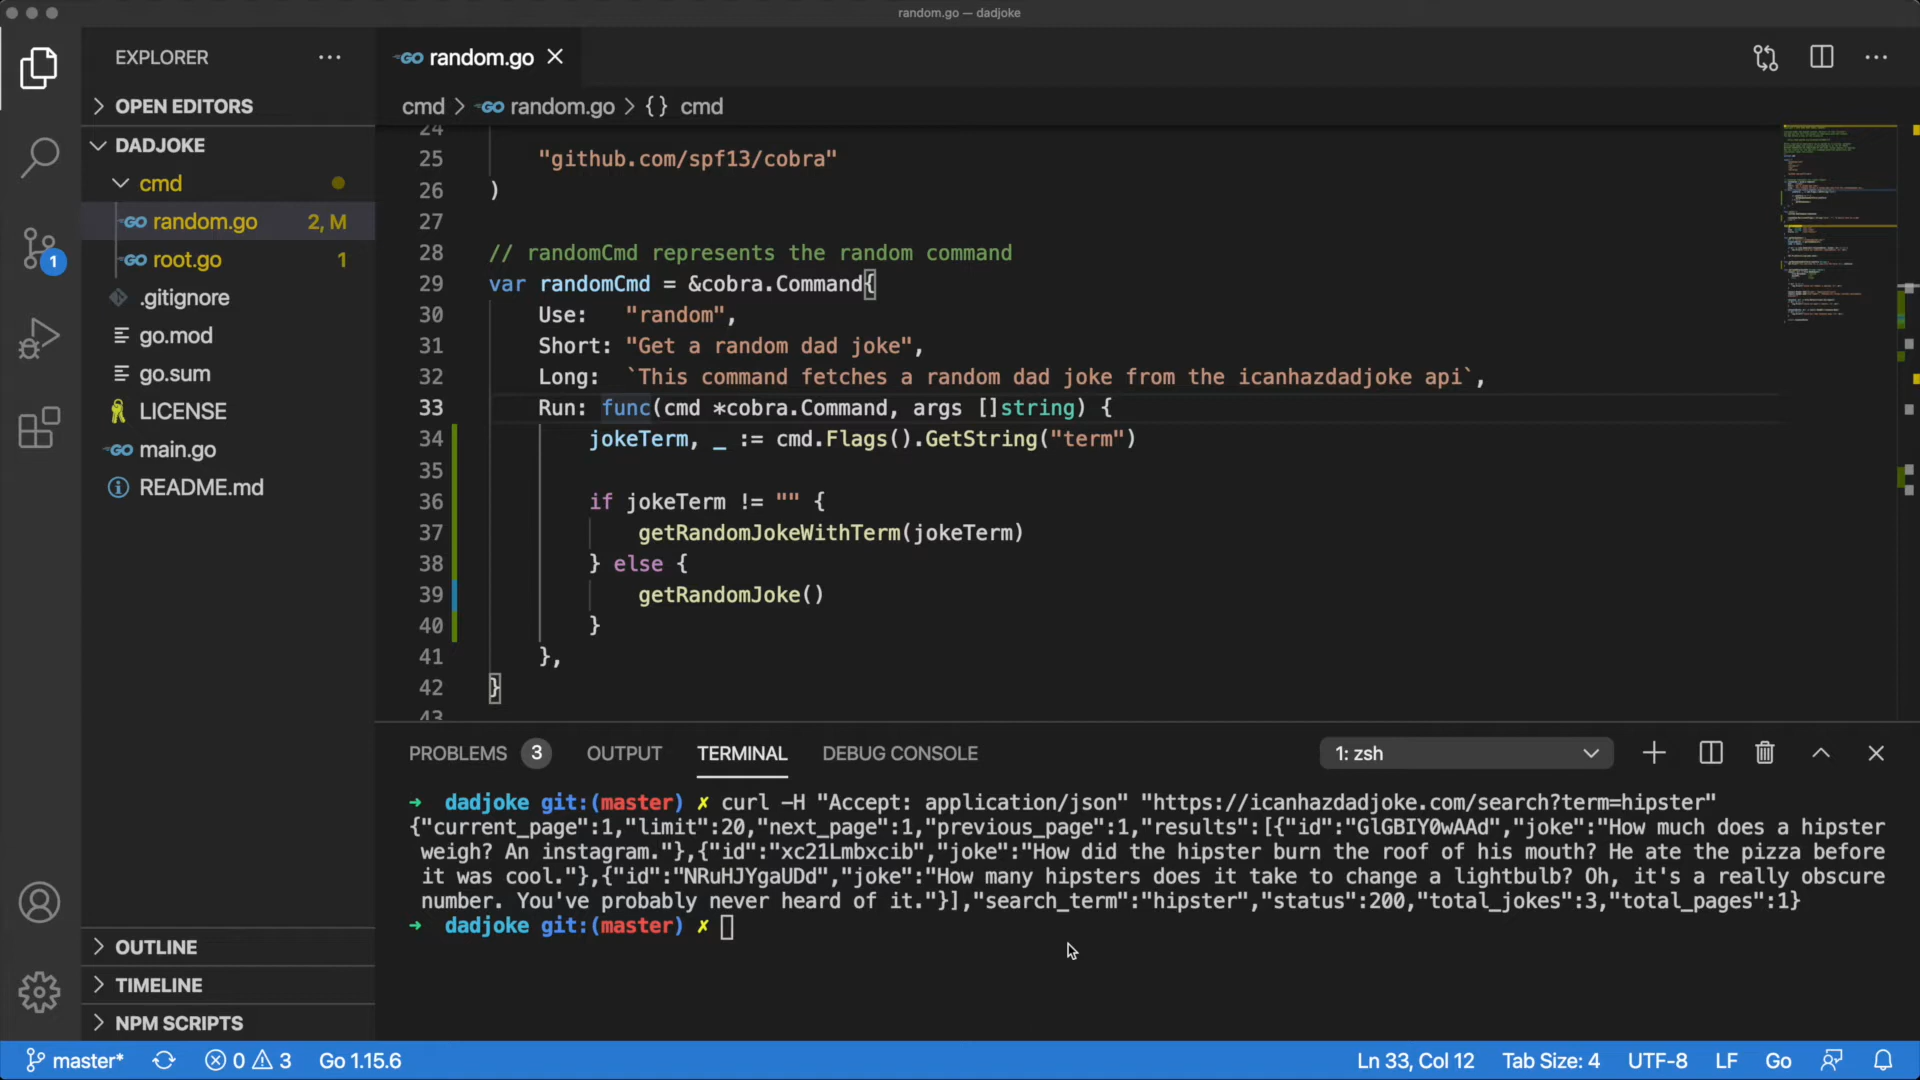 random.go — dadjoke
EXPLORER
random.go
OPEN EDITORS
DADJOKE
cmd
random.go 2, M
root.go 1
.gitignore
go.mod
go.sum
LICENSE
main.go
README.md
OUTLINE
TIMELINE
NPM SCRIPTS
1
cmd > random.go > {} cmd
24
25 "github.com/spf13/cobra"
26 )
27
28 // randomCmd represents the random command
29 var randomCmd = &cobra.Command{
30 Use:   "random",
31 Short: "Get a random dad joke",
32 Long:  `This command fetches a random dad joke from the icanhazdadjoke api`,
33 Run: func(cmd *cobra.Command, args []string) {
34 jokeTerm, _ := cmd.Flags().GetString("term")
35
36 if jokeTerm != "" {
37 getRandomJokeWithTerm(jokeTerm)
38 } else {
39 getRandomJoke()
40 }
41 },
42 }
43
PROBLEMS 3 OUTPUT TERMINAL DEBUG CONSOLE 1: zsh
➜ dadjoke git:(master) ✗ curl -H "Accept: application/json" "https://icanhazdadjoke.com/search?term=hipster"
{"current_page":1,"limit":20,"next_page":1,"previous_page":1,"results":[{"id":"GlGBIY0wAAd","joke":"How much does a hipster
weigh? An instagram."},{"id":"xc21Lmbxcib","joke":"How did the hipster burn the roof of his mouth? He ate the pizza before
it was cool."},{"id":"NRuHJYgaUDd","joke":"How many hipsters does it take to change a lightbulb? Oh, it's a really obscure
number. You've probably never heard of it."}],"search_term":"hipster","status":200,"total_jokes":3,"total_pages":1}
➜ dadjoke git:(master) ✗
master* 0 3 Go 1.15.6 Ln 33, Col 12 Tab Size: 4 UTF-8 LF Go